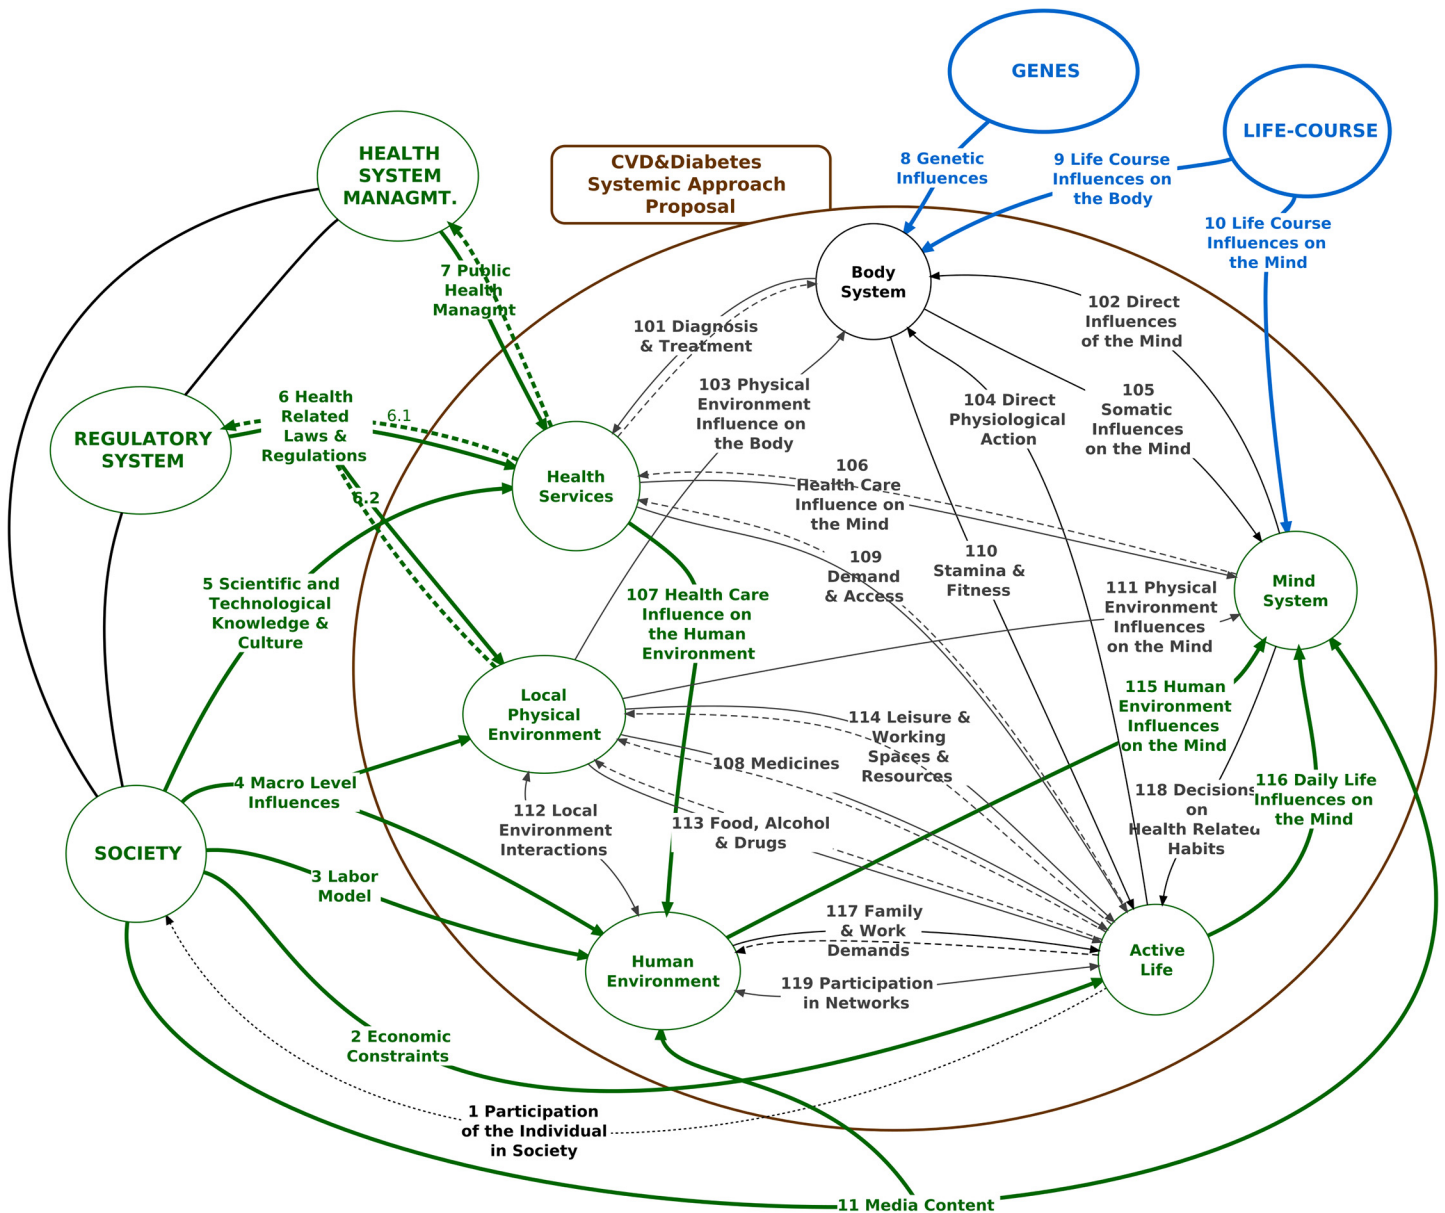 GENES
LIFE-COURSE
HEALTH
SYSTEM
MANAGMT.
CVD&Diabetes
Systemic Approach
Proposal
8 Genetic
Influences
9 Life Course
Influences on
the Body
10 Life Course
Influences on
the Mind
Body
System
7 Public
Health
Managmt
101 Diagnosis
& Treatment
102 Direct
Influences
of the Mind
103 Physical
Environment
Influence on
the Body
104 Direct
Physiological
Action
105
Somatic
Influences
on the Mind
6 Health
Related
Laws &
Regulations
6.1
6.2
REGULATORY
SYSTEM
Health
Services
106
Health Care
Influence on
the Mind
109
Demand
& Access
110
Stamina &
Fitness
Mind
System
5 Scientific and
Technological
Knowledge &
Culture
107 Health Care
Influence on
the Human
Environment
111 Physical
Environment
Influences
on the Mind
Local
Physical
Environment
115 Human
Environment
Influences
on the Mind
114 Leisure &
Working
Spaces &
Resources
108 Medicines
4 Macro Level
Influences
112 Local
Environment
Interactions
113 Food, Alcohol
& Drugs
118 Decisions
on
Health Related
Habits
116 Daily Life
Influences on
the Mind
SOCIETY
3 Labor
Model
117 Family
& Work
Demands
Human
Environment
Active
Life
119 Participation
in Networks
2 Economic
Constraints
1 Participation
of the Individual
in Society
11 Media Content